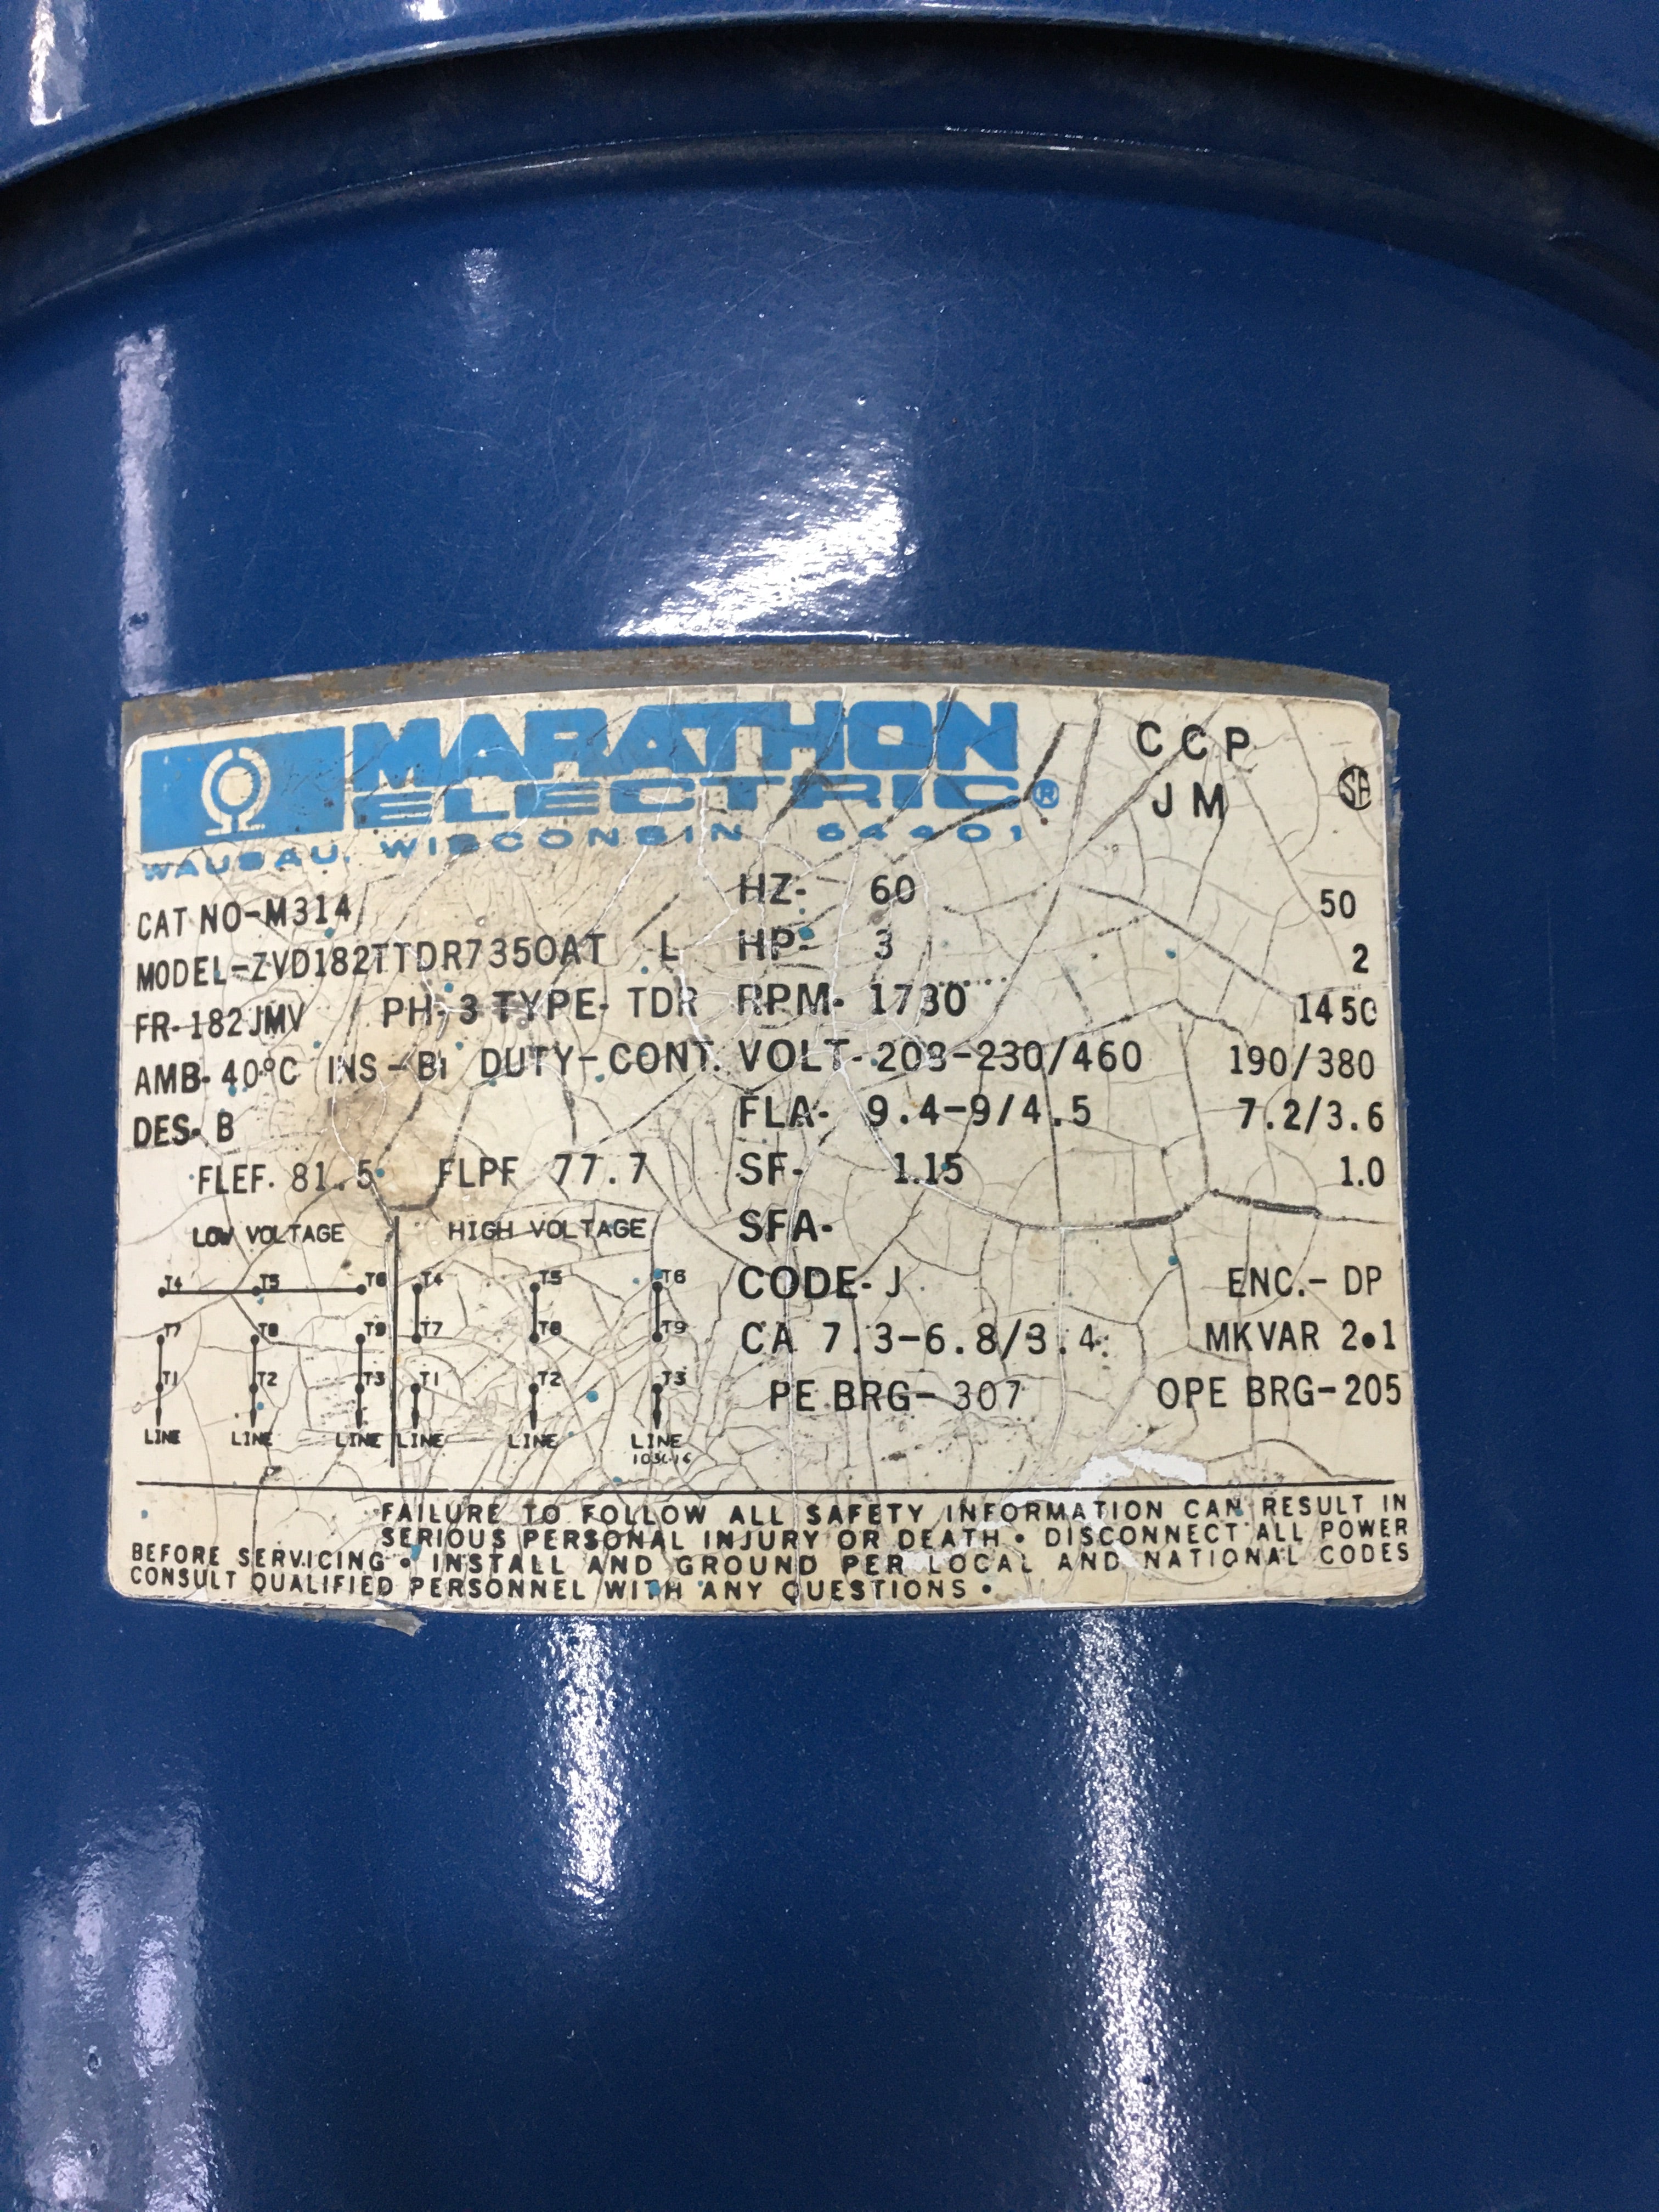 MARATHON
ELECTRIC®
WAUSAU, WISCONSIN 54401
CCP
JM
SA
CAT NO-M314
HZ- 60 50
MODEL-ZVD182TTDR7350AT L HP- 3 2
FR-182JMV PH-3 TYPE- TDR RPM- 1730 1450
AMB-40°C INS-B1 DUTY-CONT. VOLT-208-230/460 190/380
DES-B FLA- 9.4-9/4.5 7.2/3.6
FLEF. 81.5 FLPF 77.7 SF- 1.15 1.0
LOW VOLTAGE HIGH VOLTAGE SFA-
T4 T5 T6 T4 T5 T6 CODE-J ENC.- DP
T7 T8 T9 T7 T8 T9 CA 7.3-6.8/3.4 MKVAR 2.1
T1 T2 T3 T1 T2 T3 PE BRG-307 OPE BRG-205
LINE LINE LINE LINE LINE LINE
FAILURE TO FOLLOW ALL SAFETY INFORMATION CAN RESULT IN
SERIOUS PERSONAL INJURY OR DEATH • DISCONNECT ALL POWER
BEFORE SERVICING • INSTALL AND GROUND PER LOCAL AND NATIONAL CODES
CONSULT QUALIFIED PERSONNEL WITH ANY QUESTIONS •